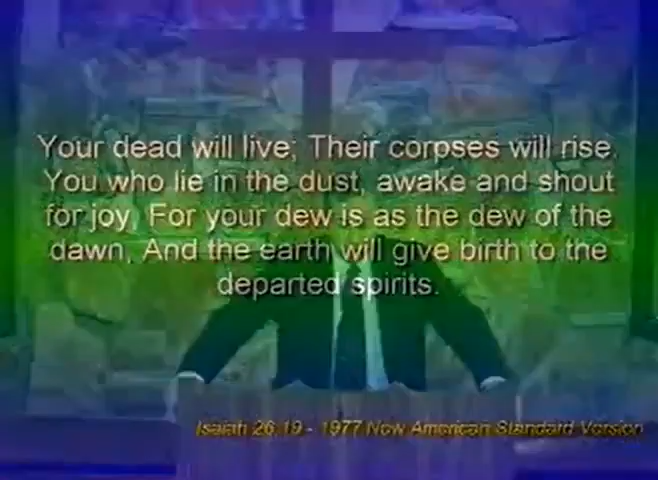 Your dead will live; Their corpses will rise.
You who lie in the dust, awake and shout
for joy, For your dew is as the dew of the
dawn, And the earth will give birth to the
departed spirits.
Isaiah 26:19 - 1977 New American Standard Version